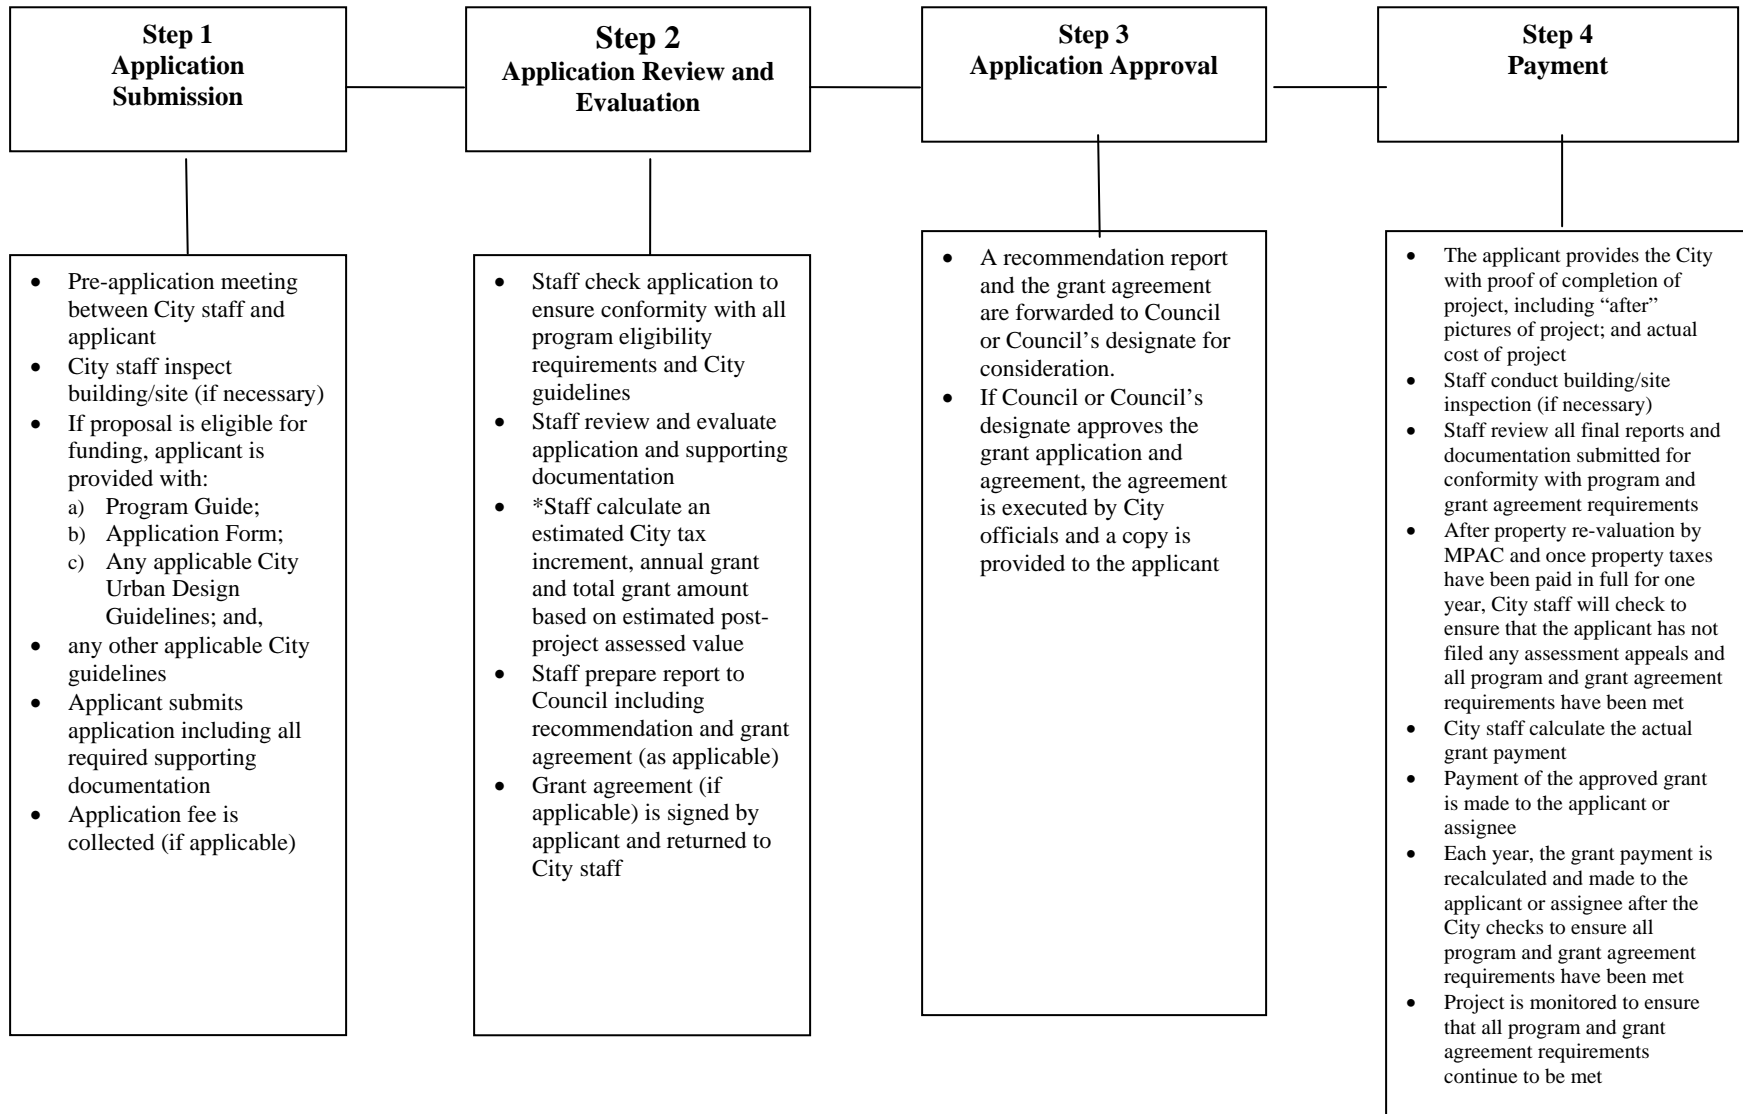 Step 1
Application
Submission
Step 2
Application Review and
Evaluation
Step 3
Application Approval
Step 4
Payment
• Pre-application meeting
between City staff and
applicant
• City staff inspect
building/site (if necessary)
• If proposal is eligible for
funding, applicant is
provided with:
a) Program Guide;
b) Application Form;
c) Any applicable City
Urban Design
Guidelines; and,
• any other applicable City
guidelines
• Applicant submits
application including all
required supporting
documentation
• Application fee is
collected (if applicable)
• Staff check application to
ensure conformity with all
program eligibility
requirements and City
guidelines
• Staff review and evaluate
application and supporting
documentation
• *Staff calculate an
estimated City tax
increment, annual grant
and total grant amount
based on estimated post-
project assessed value
• Staff prepare report to
Council including
recommendation and grant
agreement (as applicable)
• Grant agreement (if
applicable) is signed by
applicant and returned to
City staff
• A recommendation report
and the grant agreement
are forwarded to Council
or Council’s designate for
consideration.
• If Council or Council’s
designate approves the
grant application and
agreement, the agreement
is executed by City
officials and a copy is
provided to the applicant
• The applicant provides the City
with proof of completion of
project, including “after”
pictures of project; and actual
cost of project
• Staff conduct building/site
inspection (if necessary)
• Staff review all final reports and
documentation submitted for
conformity with program and
grant agreement requirements
• After property re-valuation by
MPAC and once property taxes
have been paid in full for one
year, City staff will check to
ensure that the applicant has not
filed any assessment appeals and
all program and grant agreement
requirements have been met
• City staff calculate the actual
grant payment
• Payment of the approved grant
is made to the applicant or
assignee
• Each year, the grant payment is
recalculated and made to the
applicant or assignee after the
City checks to ensure all
program and grant agreement
requirements have been met
• Project is monitored to ensure
that all program and grant
agreement requirements
continue to be met